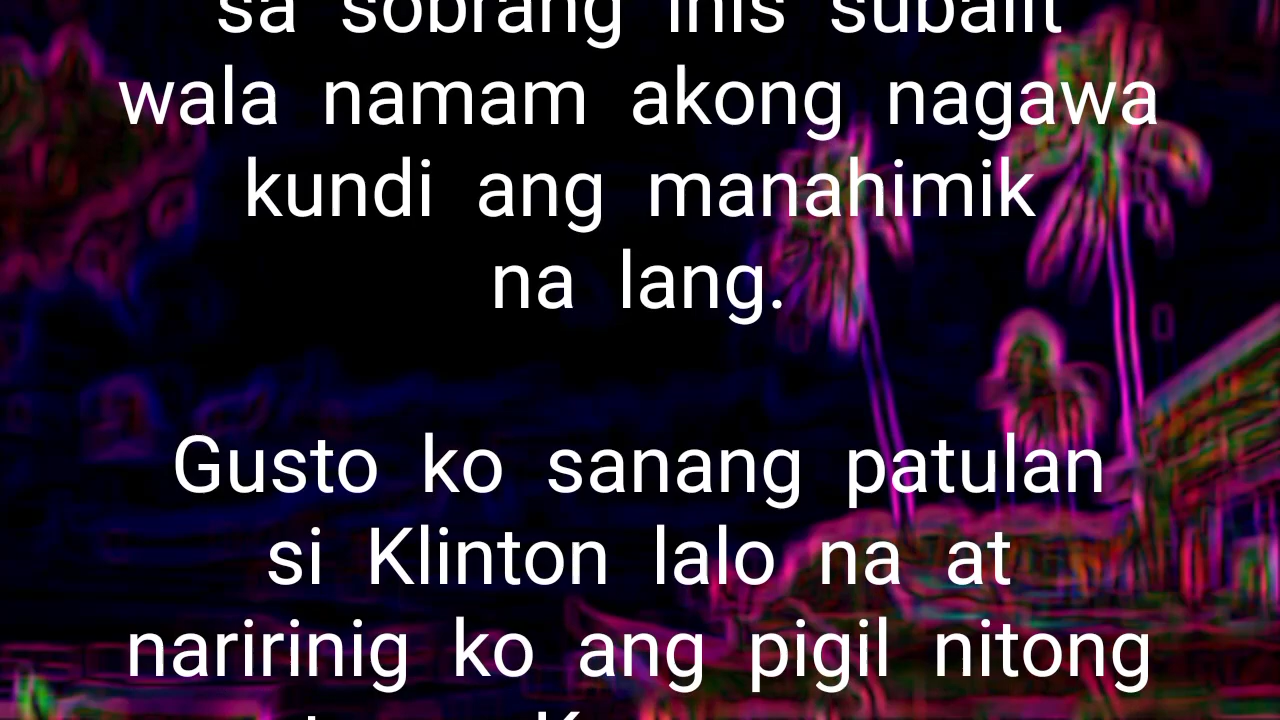 sa sobrang inis subalit
wala namam akong nagawa
kundi ang manahimik
na lang.
Gusto ko sanang patulan
si Klinton lalo na at
naririnig ko ang pigil nitong